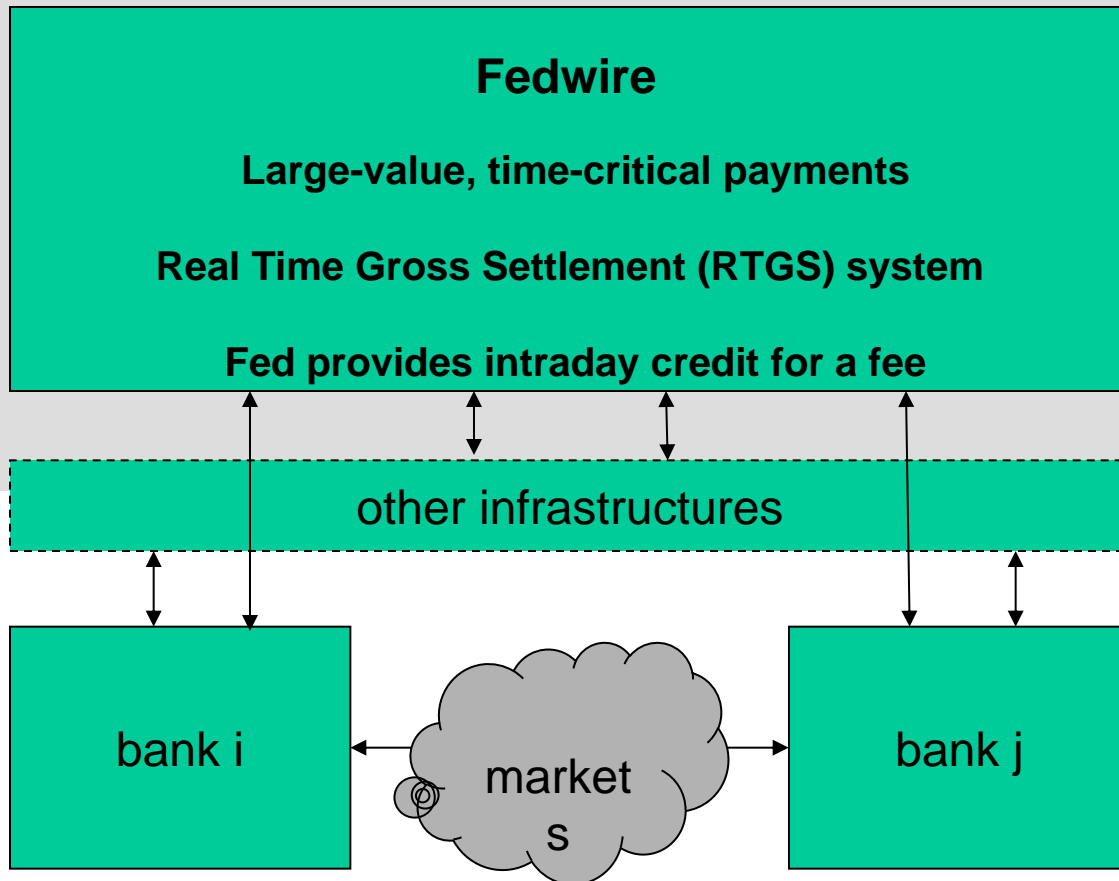 Fedwire
Large-value, time-critical payments
Real Time Gross Settlement (RTGS) system
Fed provides intraday credit for a fee
other infrastructures
bank i
market
s
bank j